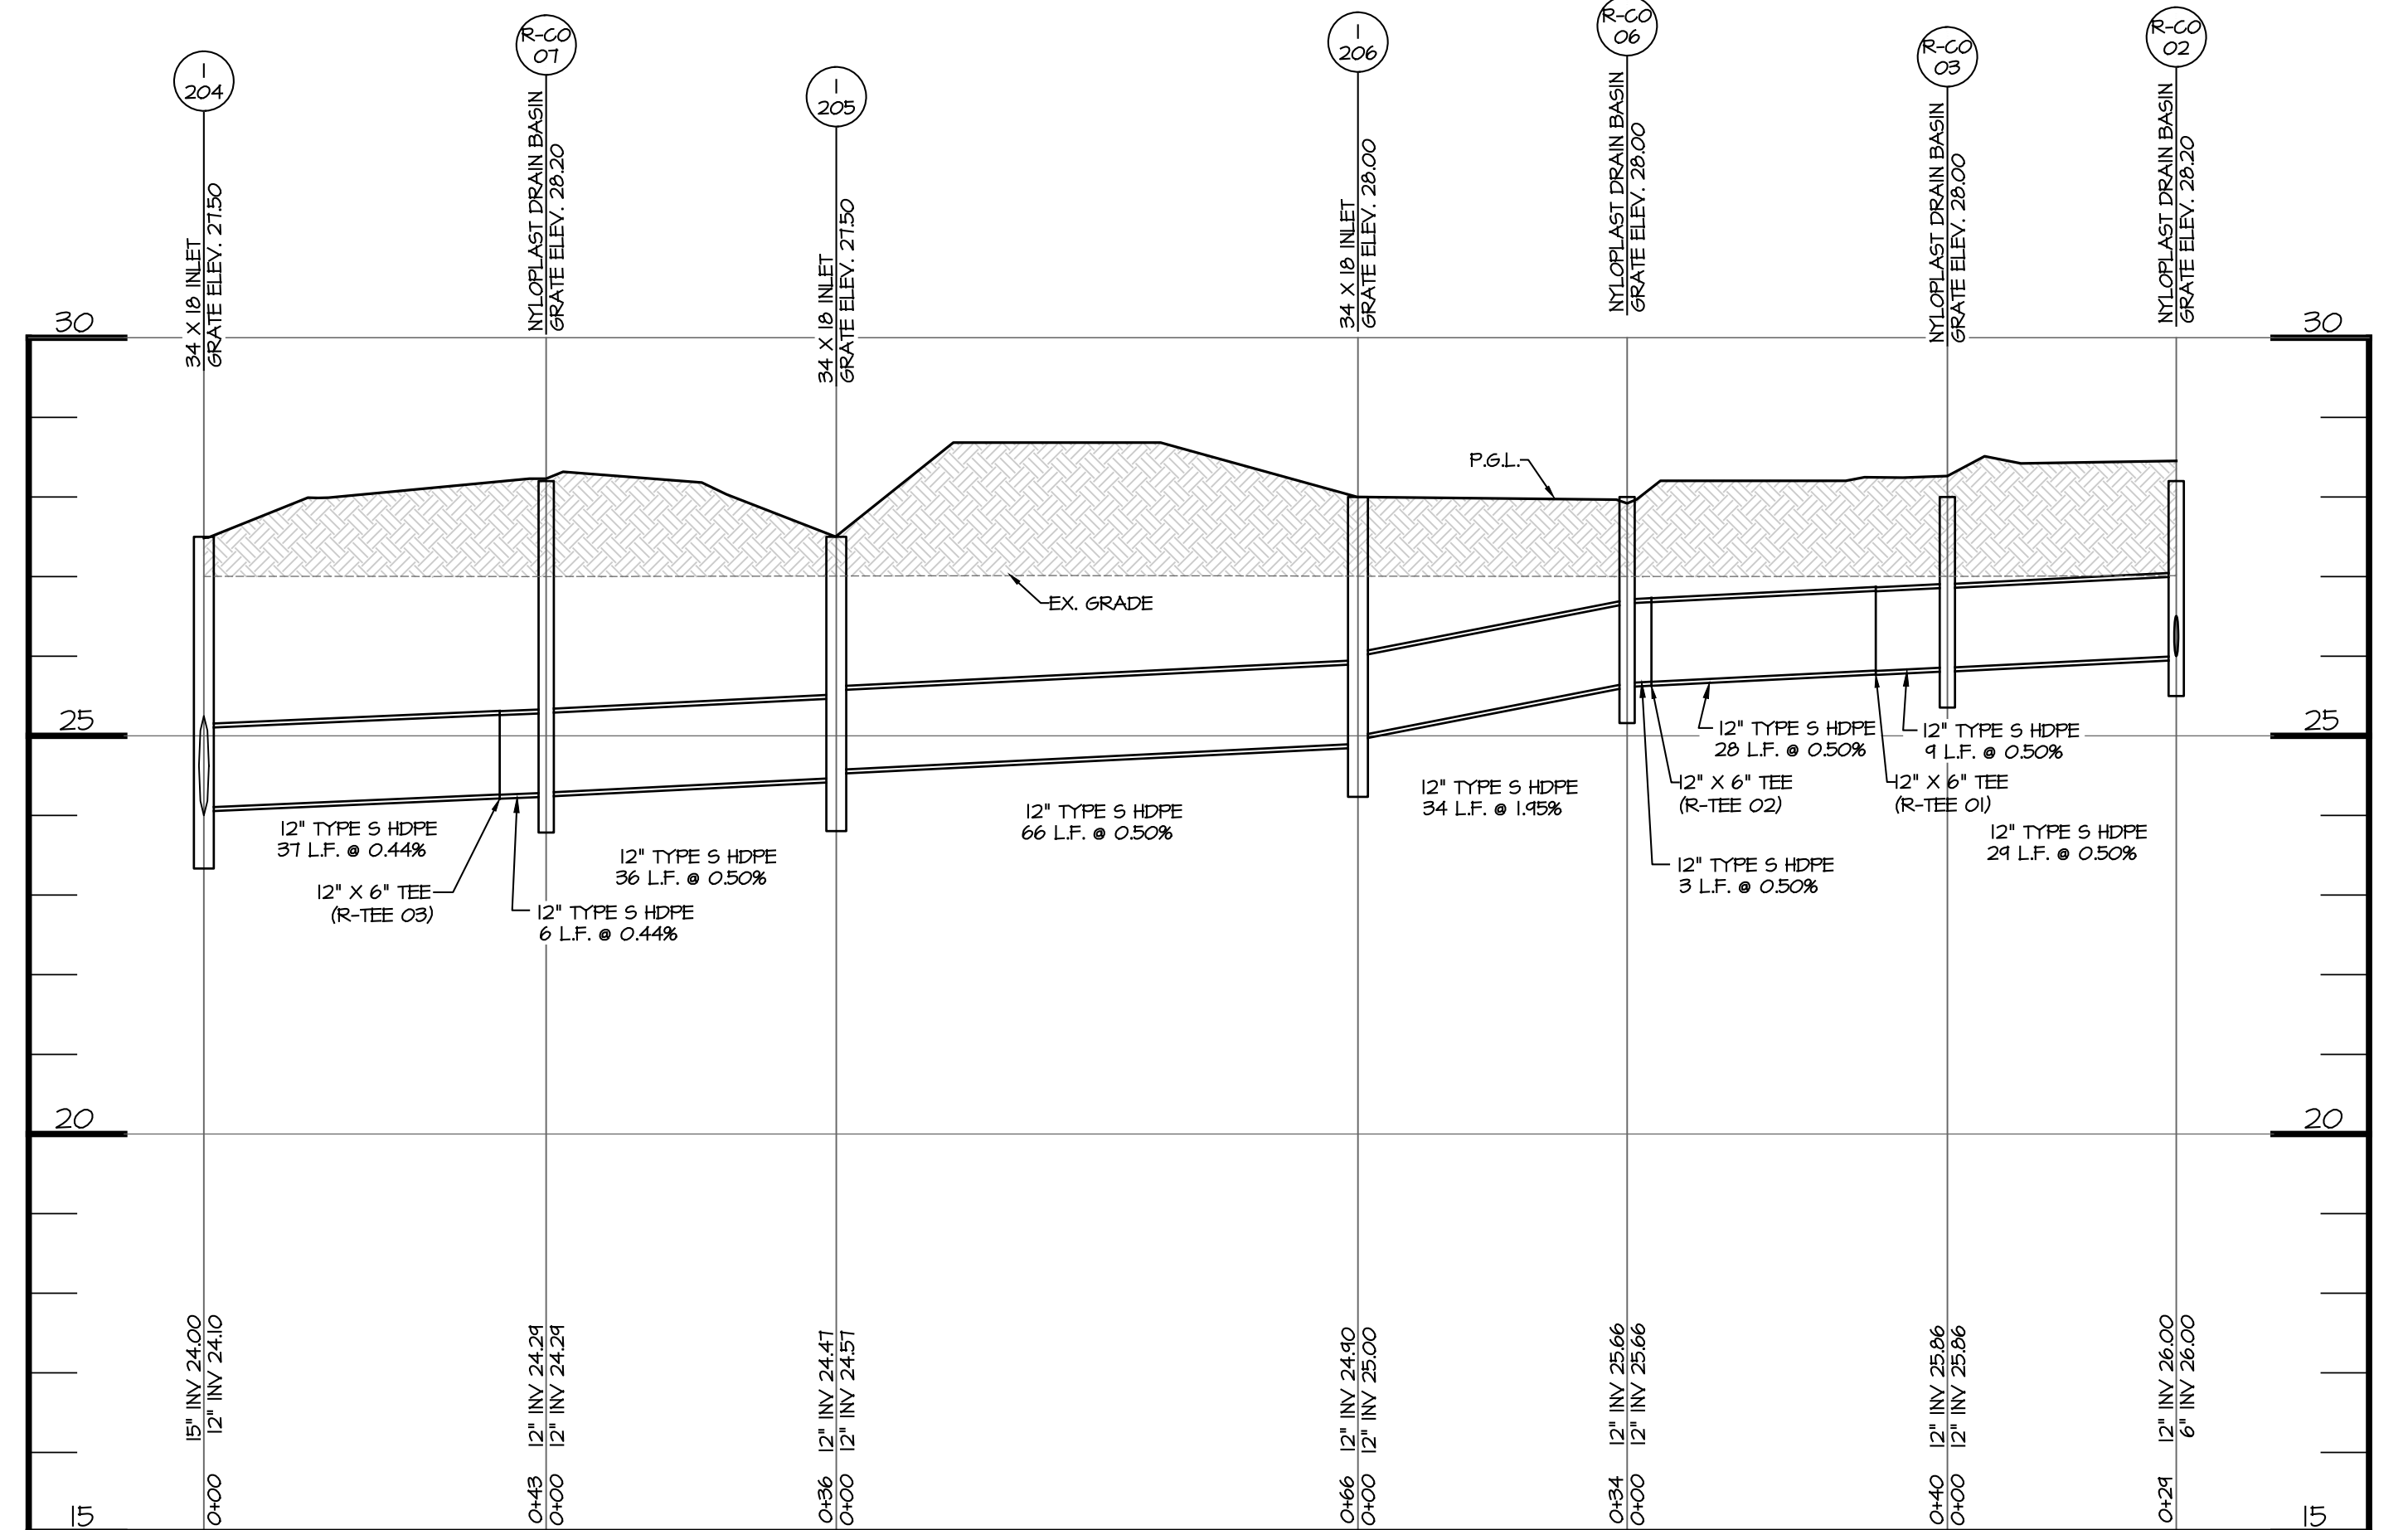 I
204
34 X 18 INLET
GRATE ELEV. 27.50
R-CO
07
NYLOPLAST DRAIN BASIN
GRATE ELEV. 28.20
I
205
34 X 18 INLET
GRATE ELEV. 27.50
I
206
34 X 18 INLET
GRATE ELEV. 28.00
R-CO
06
NYLOPLAST DRAIN BASIN
GRATE ELEV. 28.00
R-CO
03
NYLOPLAST DRAIN BASIN
GRATE ELEV. 28.00
R-CO
02
NYLOPLAST DRAIN BASIN
GRATE ELEV. 28.20
30
30
P.G.L.
EX. GRADE
25
25
12" TYPE S HDPE
37 L.F. @ 0.44%
12" X 6" TEE
(R-TEE 03)
12" TYPE S HDPE
6 L.F. @ 0.44%
12" TYPE S HDPE
36 L.F. @ 0.50%
12" TYPE S HDPE
66 L.F. @ 0.50%
12" TYPE S HDPE
34 L.F. @ 1.95%
12" TYPE S HDPE
28 L.F. @ 0.50%
12" X 6" TEE
(R-TEE 02)
12" TYPE S HDPE
3 L.F. @ 0.50%
12" TYPE S HDPE
9 L.F. @ 0.50%
12" X 6" TEE
(R-TEE 01)
12" TYPE S HDPE
29 L.F. @ 0.50%
20
20
15" INV 24.00
12" INV 24.10
12" INV 24.29
12" INV 24.29
12" INV 24.47
12" INV 24.57
12" INV 24.90
12" INV 25.00
12" INV 25.66
12" INV 25.66
12" INV 25.86
12" INV 25.86
12" INV 26.00
6" INV 26.00
15
0+00
0+43
0+00
0+36
0+00
0+66
0+00
0+34
0+00
0+40
0+00
0+29
15